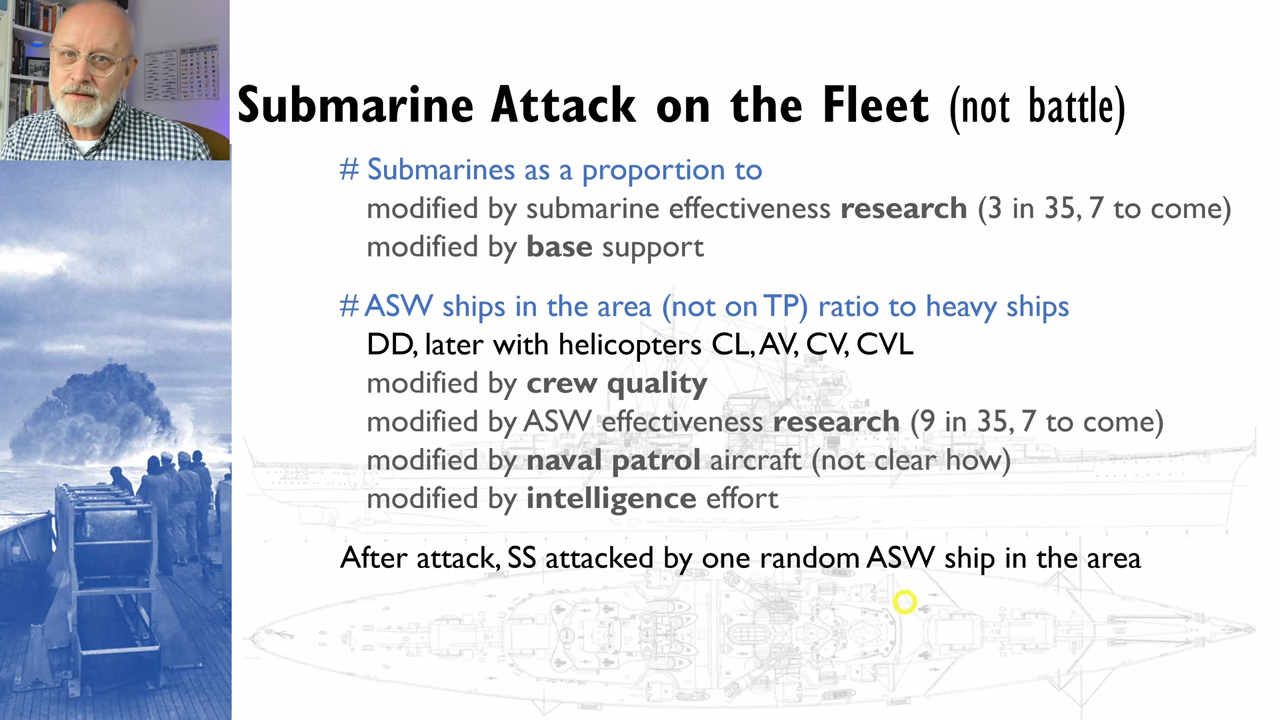 Submarine Attack on the Fleet (not battle)
# Submarines as a proportion to
modified by submarine effectiveness research (3 in 35, 7 to come)
modified by base support
# ASW ships in the area (not on TP) ratio to heavy ships
DD, later with helicopters CL, AV, CV, CVL
modified by crew quality
modified by ASW effectiveness research (9 in 35, 7 to come)
modified by naval patrol aircraft (not clear how)
modified by intelligence effort
After attack, SS attacked by one random ASW ship in the area